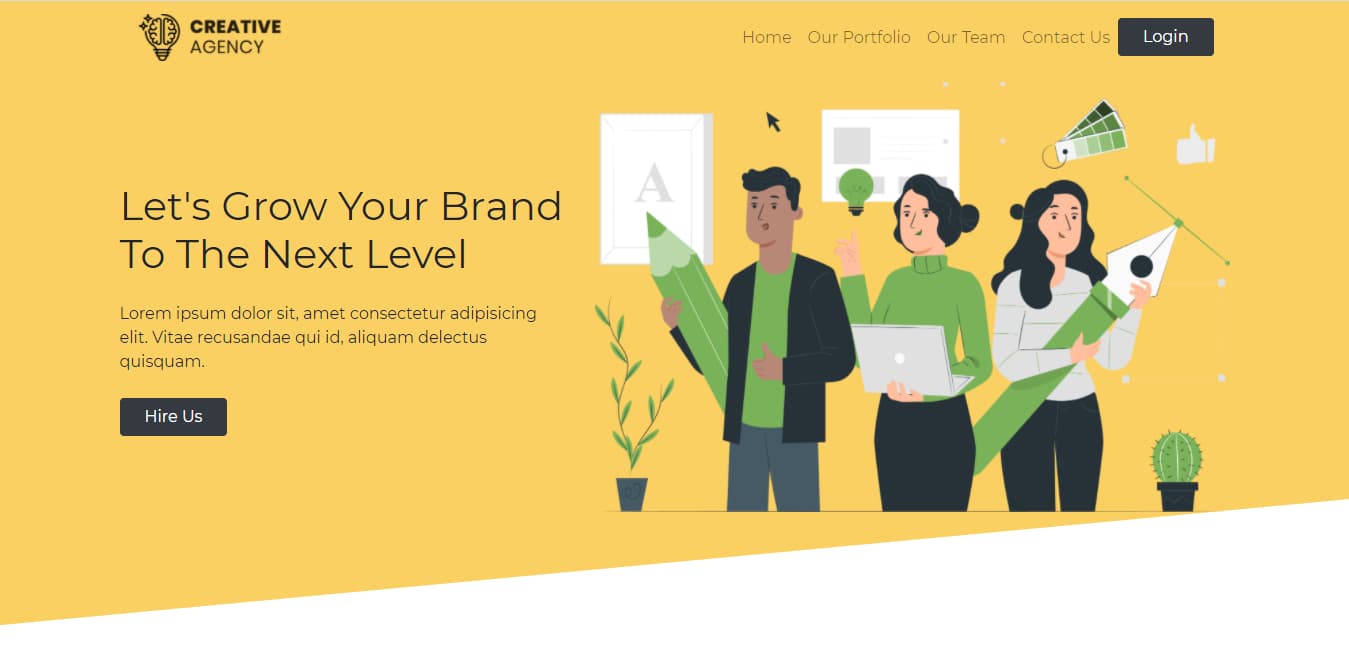 CREATIVE
AGENCY
Home Our Portfolio Our Team Contact Us Login
A
Let's Grow Your Brand
To The Next Level
Lorem ipsum dolor sit, amet consectetur adipisicing
elit. Vitae recusandae qui id, aliquam delectus
quisquam.
Hire Us